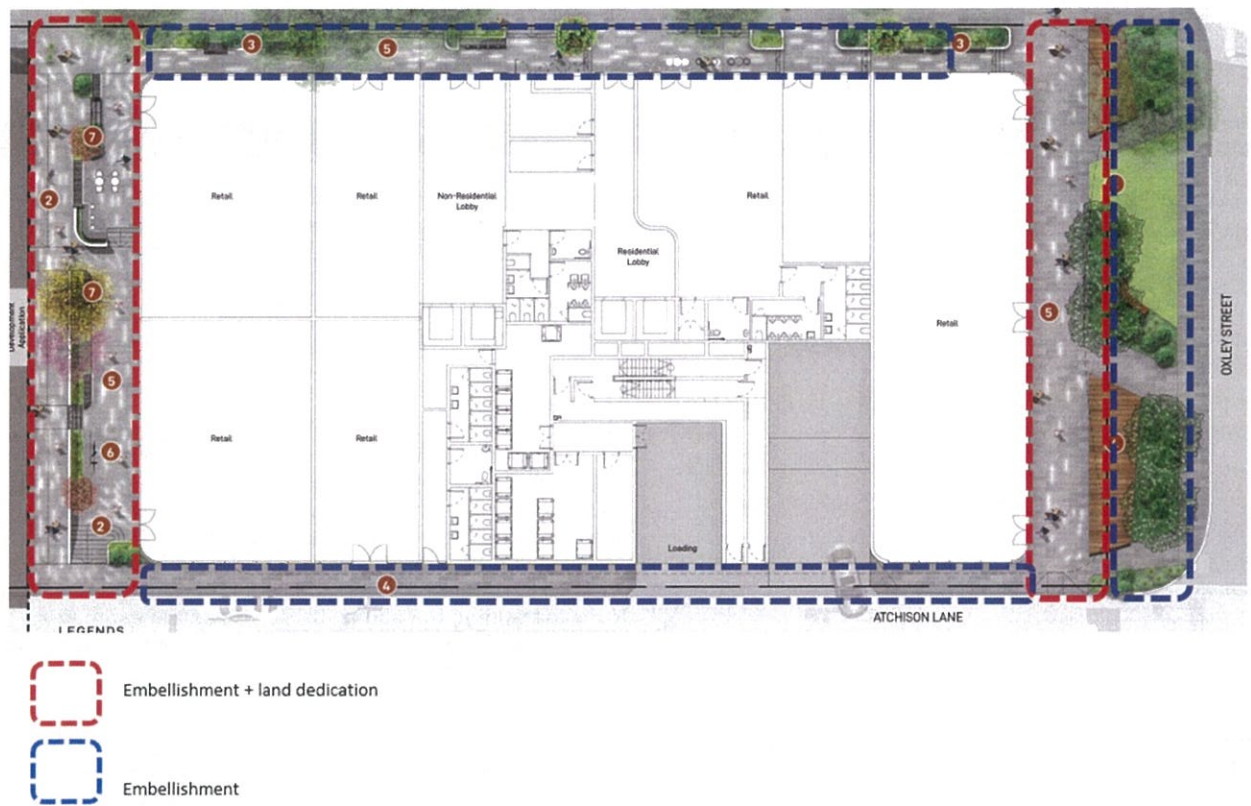 3
5
3
7
2
Retail
Retail
Non-Residential
Lobby
Retail
Residential
Lobby
7
5
Retail
OXLEY STREET
Development
Application
5
6
Retail
Retail
2
Loading
4
ATCHISON LANE
LEGENDS
Embellishment + land dedication
Embellishment